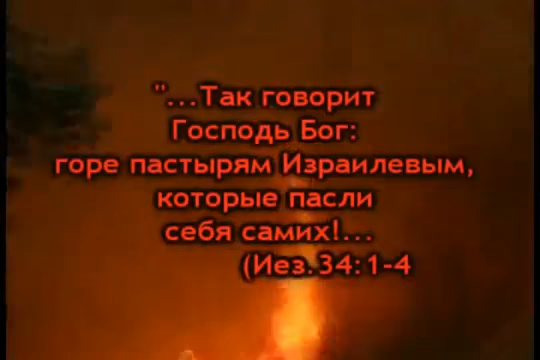 "...Так говорит
Господь Бог:
горе пастырям Израилевым,
которые пасли
себя самих!...
(Иез.34:1-4